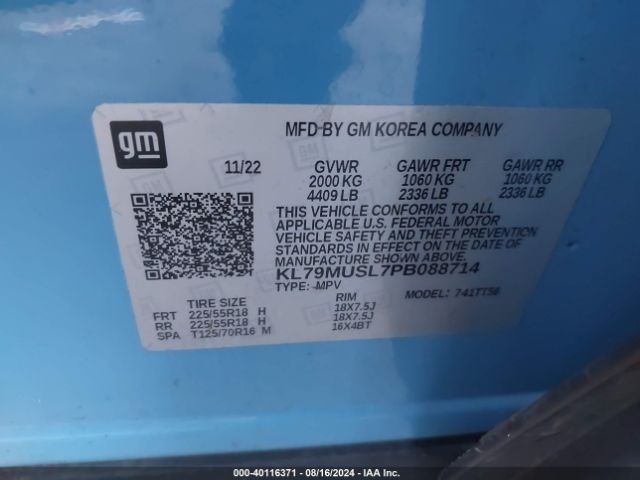 gm
MFD BY GM KOREA COMPANY
11/22 GVWR GAWR FRT GAWR RR
2000 KG 1060 KG 1060 KG
4409 LB 2336 LB 2336 LB
THIS VEHICLE CONFORMS TO ALL
APPLICABLE U.S. FEDERAL MOTOR
VEHICLE SAFETY AND THEFT PREVENTION
STANDARDS IN EFFECT ON THE DATE OF
MANUFACTURE SHOWN ABOVE.
KL79MUSL7PB088714
TYPE: MPV MODEL: 741TT56
TIRE SIZE RIM
FRT 225/55R18 H 18X7.5J
RR 225/55R18 H 18X7.5J
SPA T125/70R16 M 16X4BT
000-40116371 - 08/16/2024 - IAA Inc.